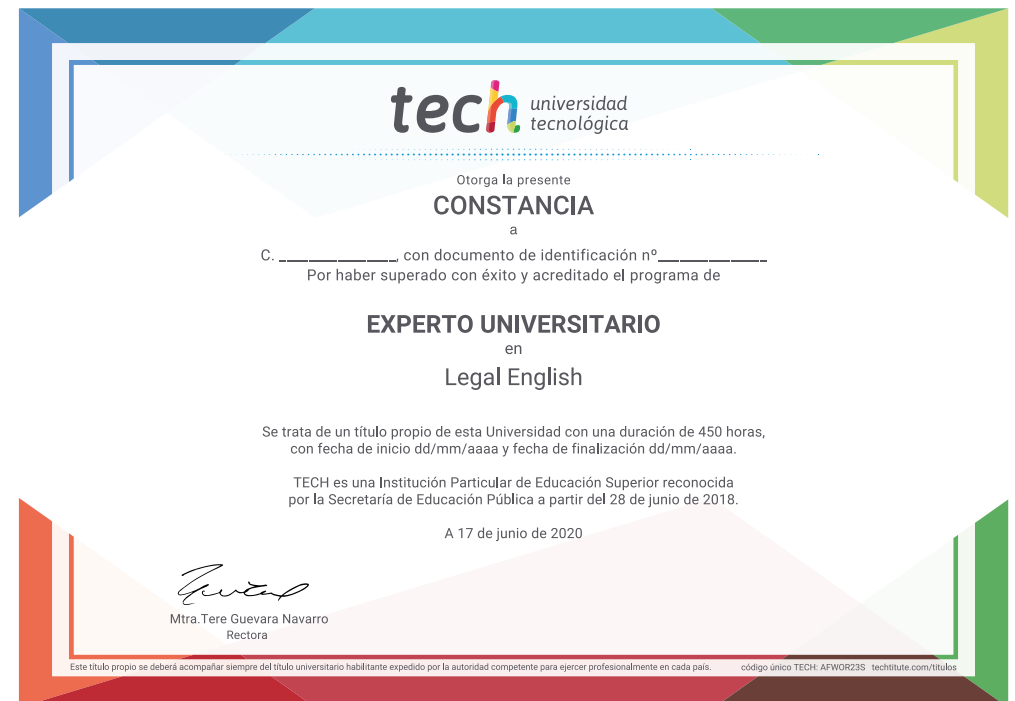 tech universidad
tecnológica
Otorga la presente
CONSTANCIA
a
C. ______________, con documento de identificación nº_____________
Por haber superado con éxito y acreditado el programa de
EXPERTO UNIVERSITARIO
en
Legal English
Se trata de un título propio de esta Universidad con una duración de 450 horas,
con fecha de inicio dd/mm/aaaa y fecha de finalización dd/mm/aaaa.
TECH es una Institución Particular de Educación Superior reconocida
por la Secretaría de Educación Pública a partir del 28 de junio de 2018.
A 17 de junio de 2020
Mtra.Tere Guevara Navarro
Rectora
Este título propio se deberá acompañar siempre del título universitario habilitante expedido por la autoridad competente para ejercer profesionalmente en cada país. código único TECH: AFWOR23S techtitute.com/titulos